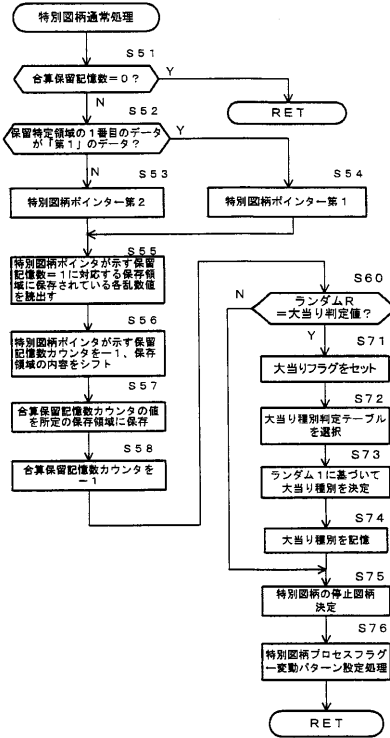 特別図柄通常処理
S51
合算保留記憶数=0?
Y
N
RET
S52
保留特定領域の1番目のデータ
が「第1」のデータ?
Y
N
S53
S54
特別図柄ポインター第2
特別図柄ポインター第1
S55
特別図柄ポインタが示す保留
記憶数=1に対応する保存領
域に保存されている各乱数値
を読出す
S56
特別図柄ポインタが示す保留
記憶数カウンタを-1、保存
領域の内容をシフト
S57
合算保留記憶数カウンタの値
を所定の保存領域に保存
S58
合算保留記憶数カウンタを
-1
S60
N
ランダムR
=大当り判定値?
Y
S71
大当りフラグをセット
S72
大当り種別判定テーブル
を選択
S73
ランダム1に基づいて
大当り種別を決定
S74
大当り種別を記憶
S75
特別図柄の停止図柄
決定
S76
特別図柄プロセスフラグ
ー変動パターン設定処理
RET